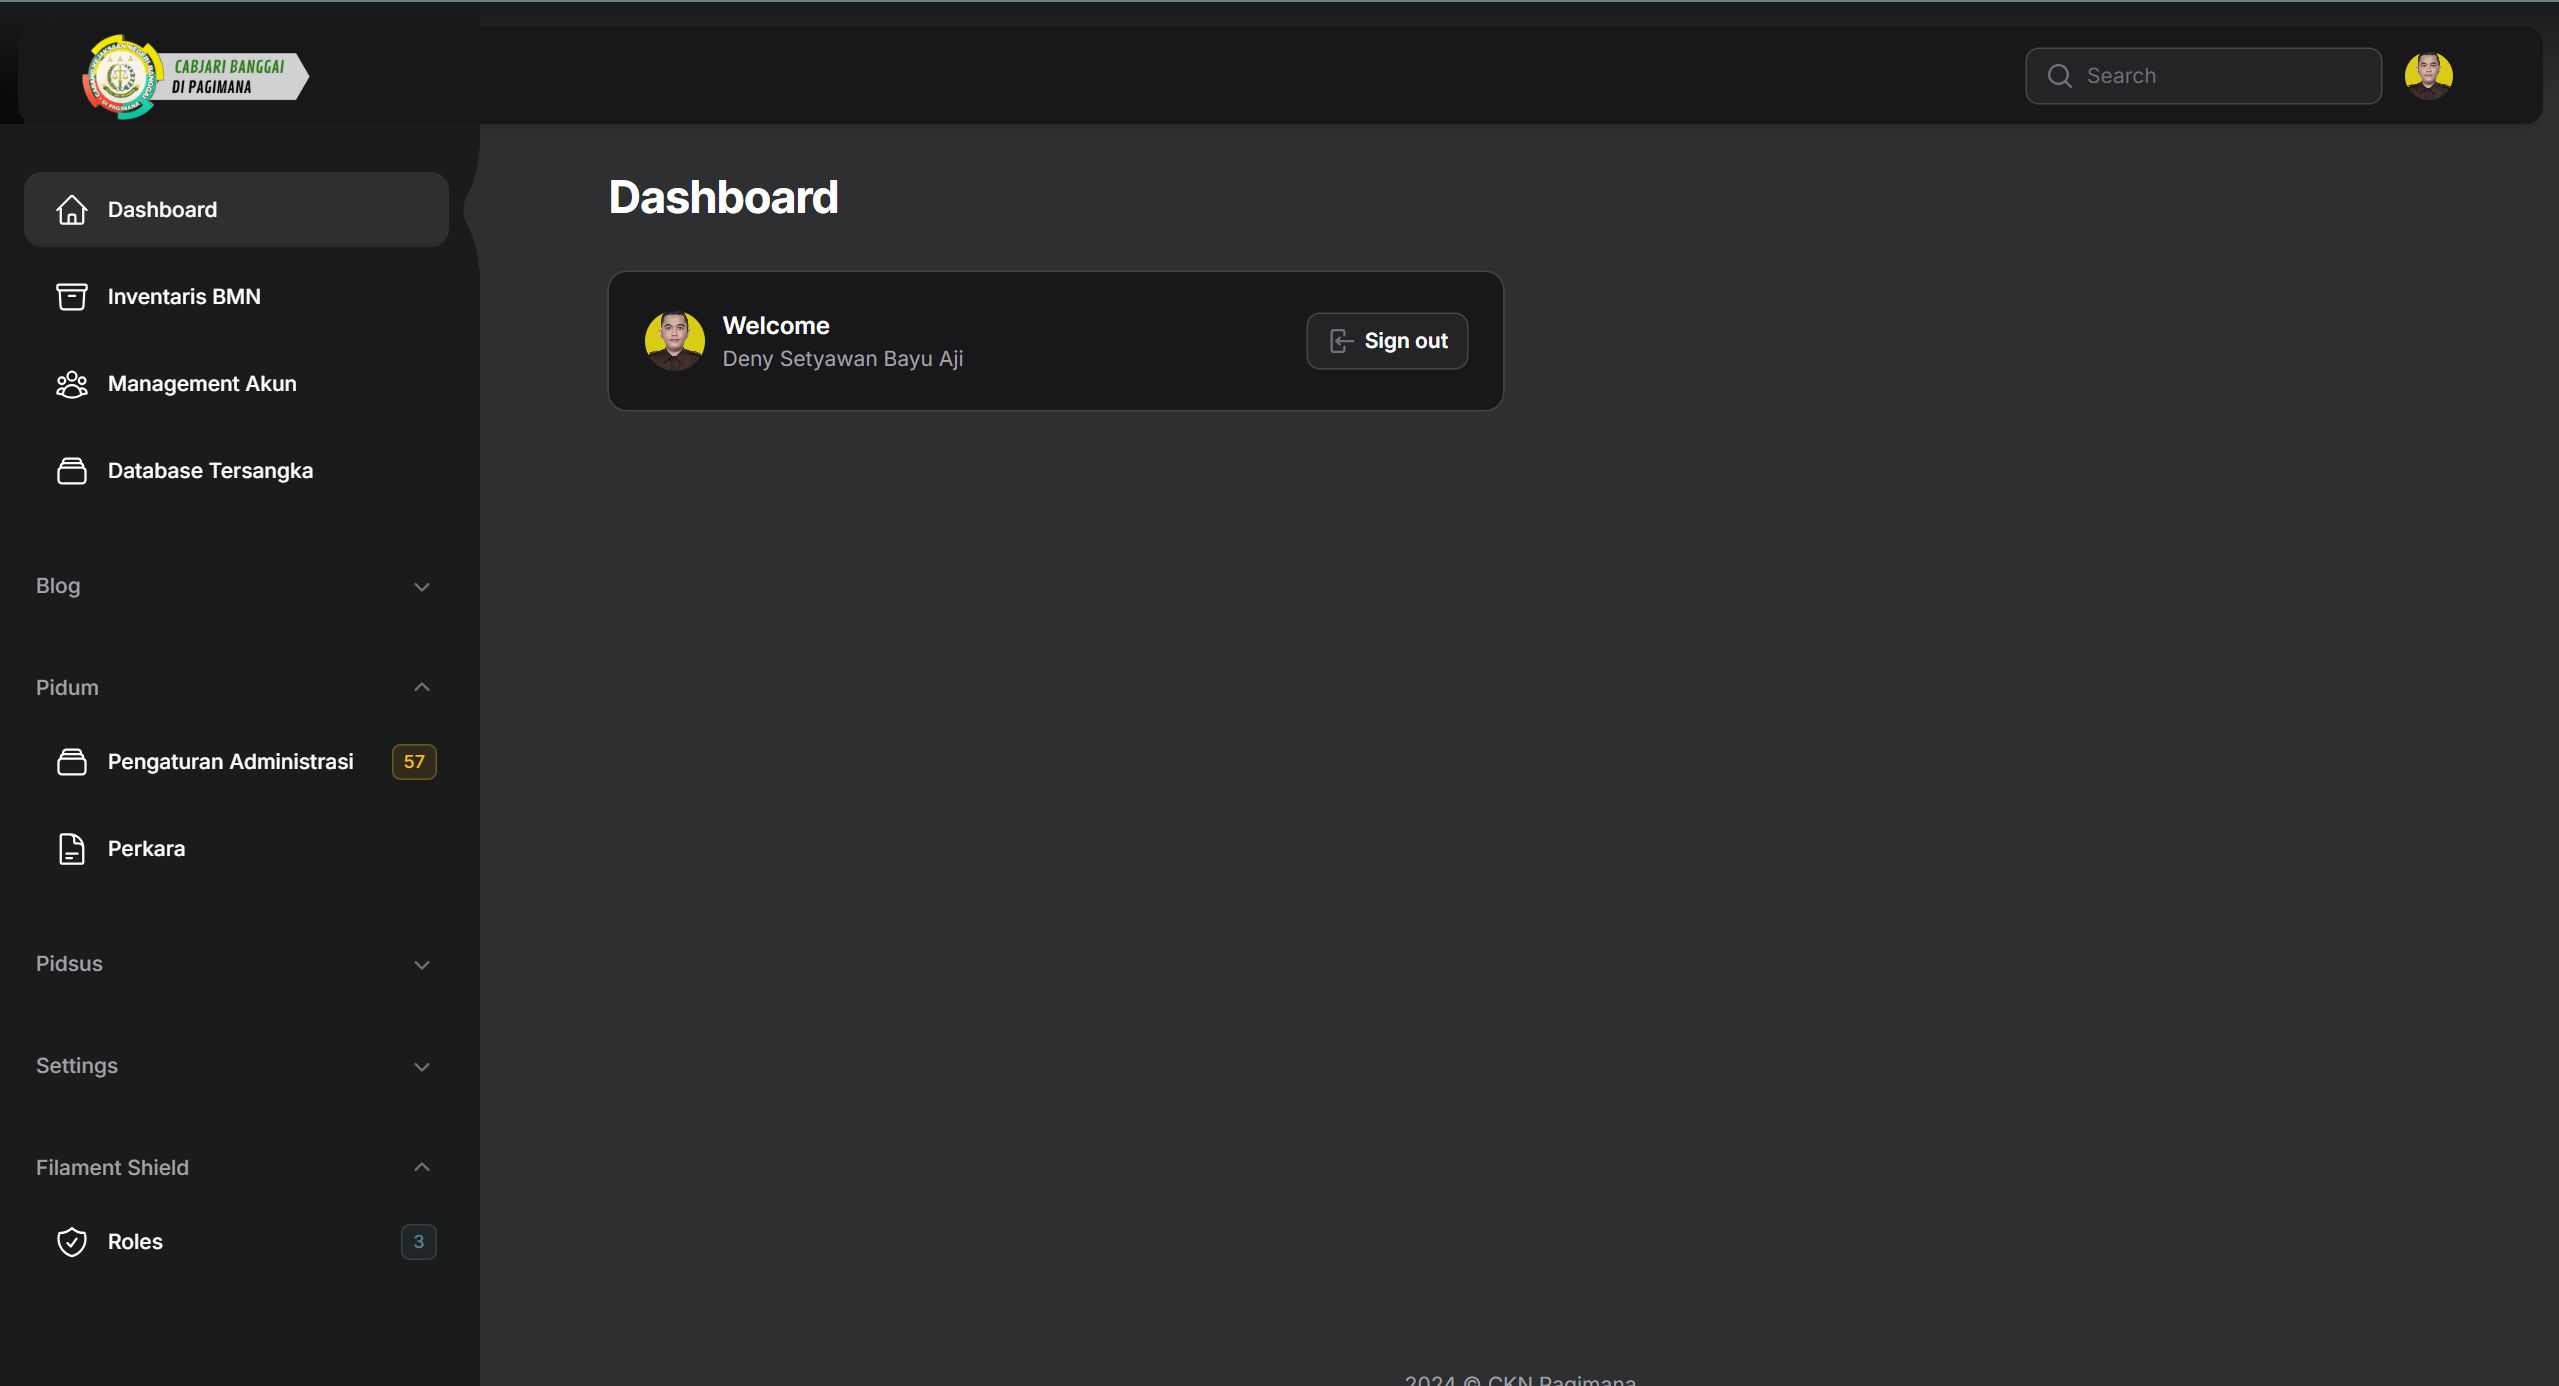 CABJARI BANGGAI
DI PAGIMANA
Search
Dashboard
Inventaris BMN
Management Akun
Database Tersangka
Blog
Pidum
Pengaturan Administrasi 57
Perkara
Pidsus
Settings
Filament Shield
Roles 3
Dashboard
Welcome
Deny Setyawan Bayu Aji
Sign out
2024 © CKN Pagimana